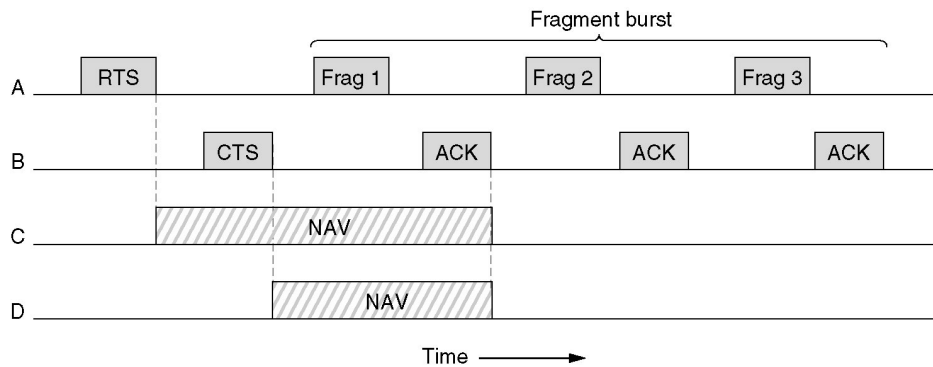 Fragment burst
A RTS Frag 1 Frag 2 Frag 3
B CTS ACK ACK ACK
C NAV
D NAV
Time